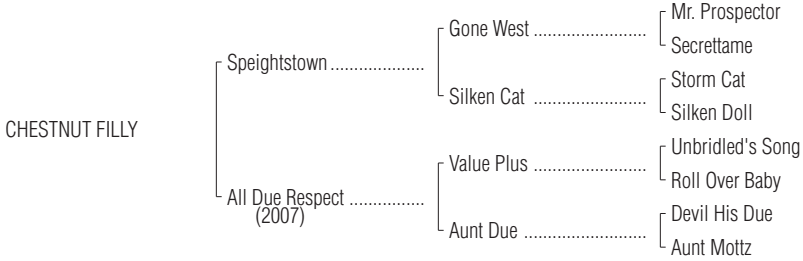 Mr. Prospector
Gone West ........................
Secrettame
Speightstown ....................
Storm Cat
Silken Cat ........................
Silken Doll
CHESTNUT FILLY
Unbridled's Song
Value Plus ........................
Roll Over Baby
All Due Respect ................
(2007)
Devil His Due
Aunt Due ..........................
Aunt Mottz